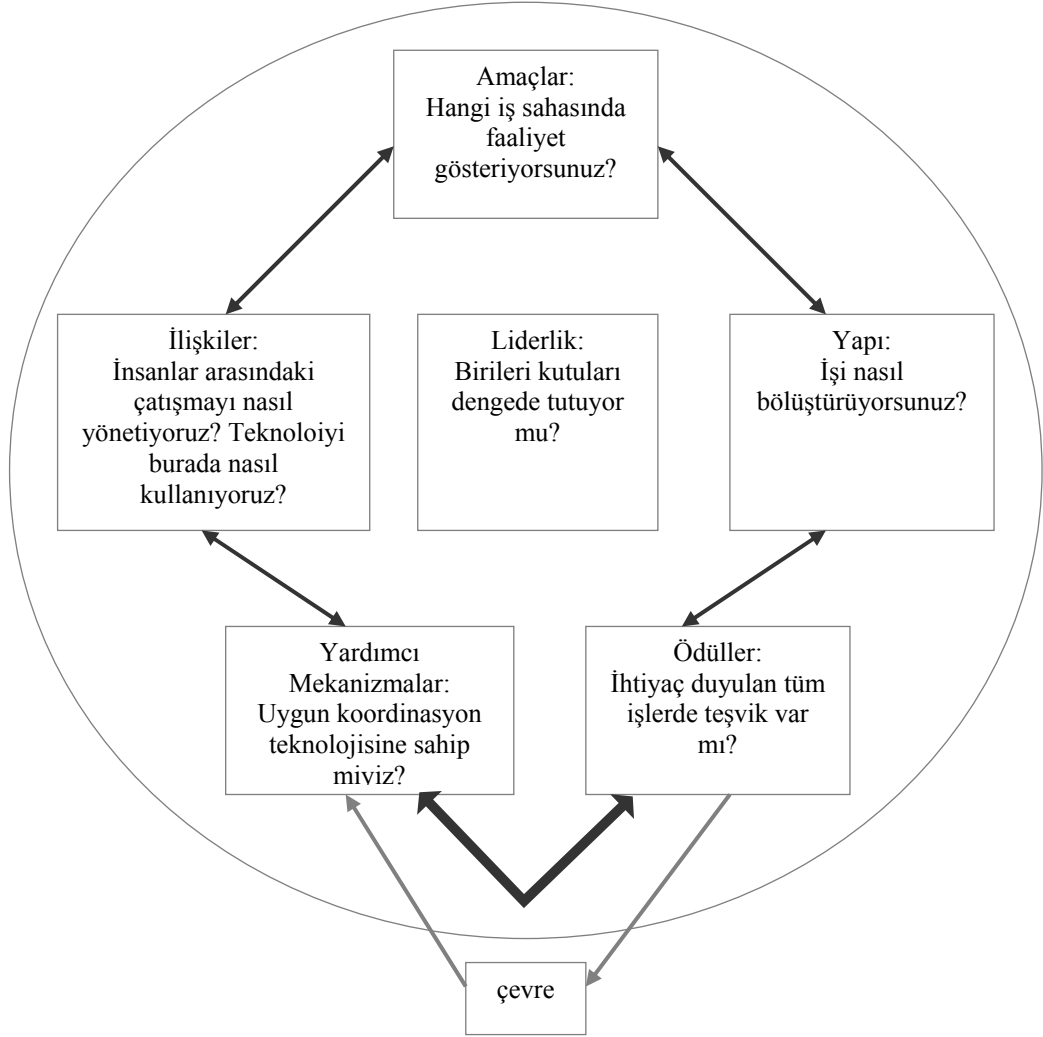 Amaçlar:
Hangi iş sahasında
faaliyet
gösteriyorsunuz?
İlişkiler:
İnsanlar arasındaki
çatışmayı nasıl
yönetiyoruz? Teknoloiyi
burada nasıl
kullanıyoruz?
Liderlik:
Birileri kutuları
dengede tutuyor
mu?
Yapı:
İşi nasıl
bölüştürüyorsunuz?
Yardımcı
Mekanizmalar:
Uygun koordinasyon
teknolojisine sahip
miyiz?
Ödüller:
İhtiyaç duyulan tüm
işlerde teşvik var
mı?
çevre